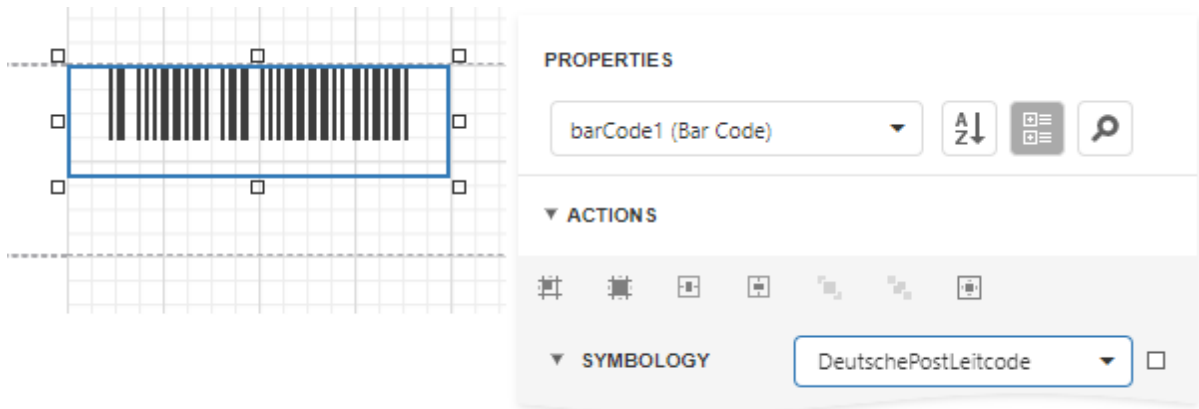 PROPERTIES
barCode1 (Bar Code)
A
Z
ACTIONS
SYMBOLOGY
DeutschePostLeitcode